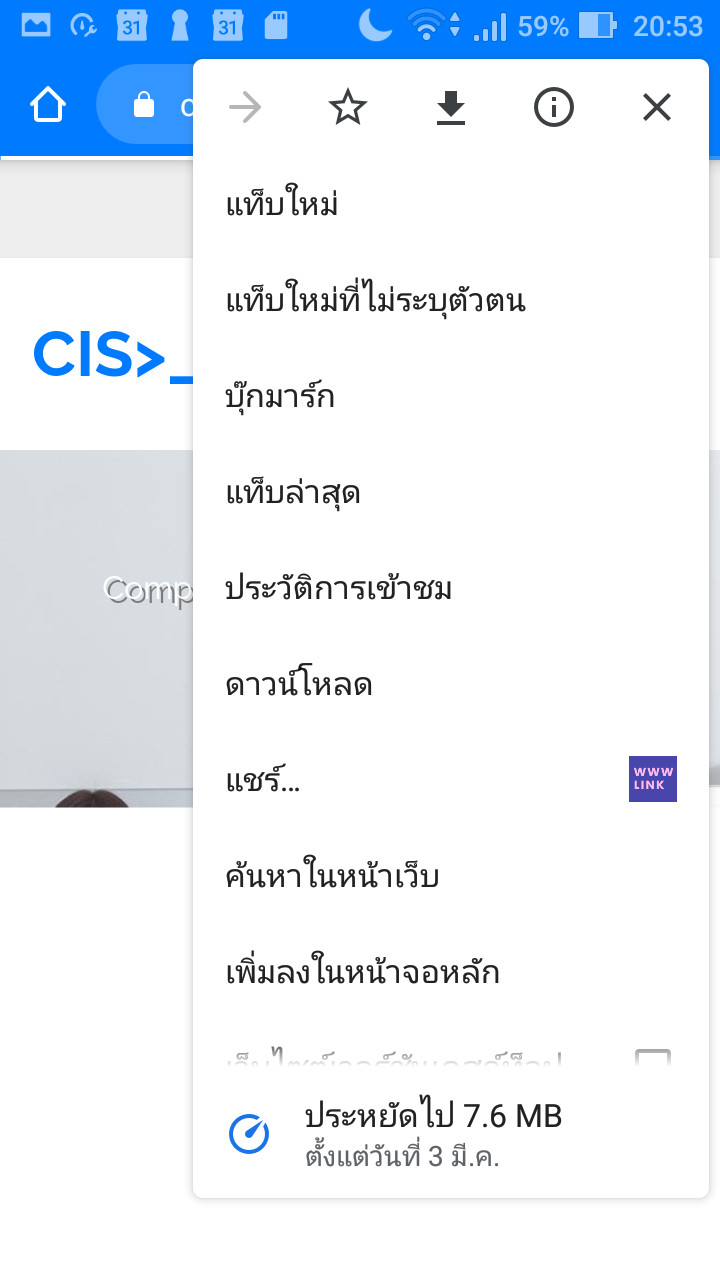 31
31
59%
20:53
CIS>_
Comp
แท็บใหม่
แท็บใหม่ที่ไม่ระบุตัวตน
บุ๊กมาร์ก
แท็บล่าสุด
ประวัติการเข้าชม
ดาวน์โหลด
แชร์...
WWW
LINK
ค้นหาในหน้าเว็บ
เพิ่มลงในหน้าจอหลัก
ประหยัดไป 7.6 MB
ตั้งแต่วันที่ 3 มี.ค.